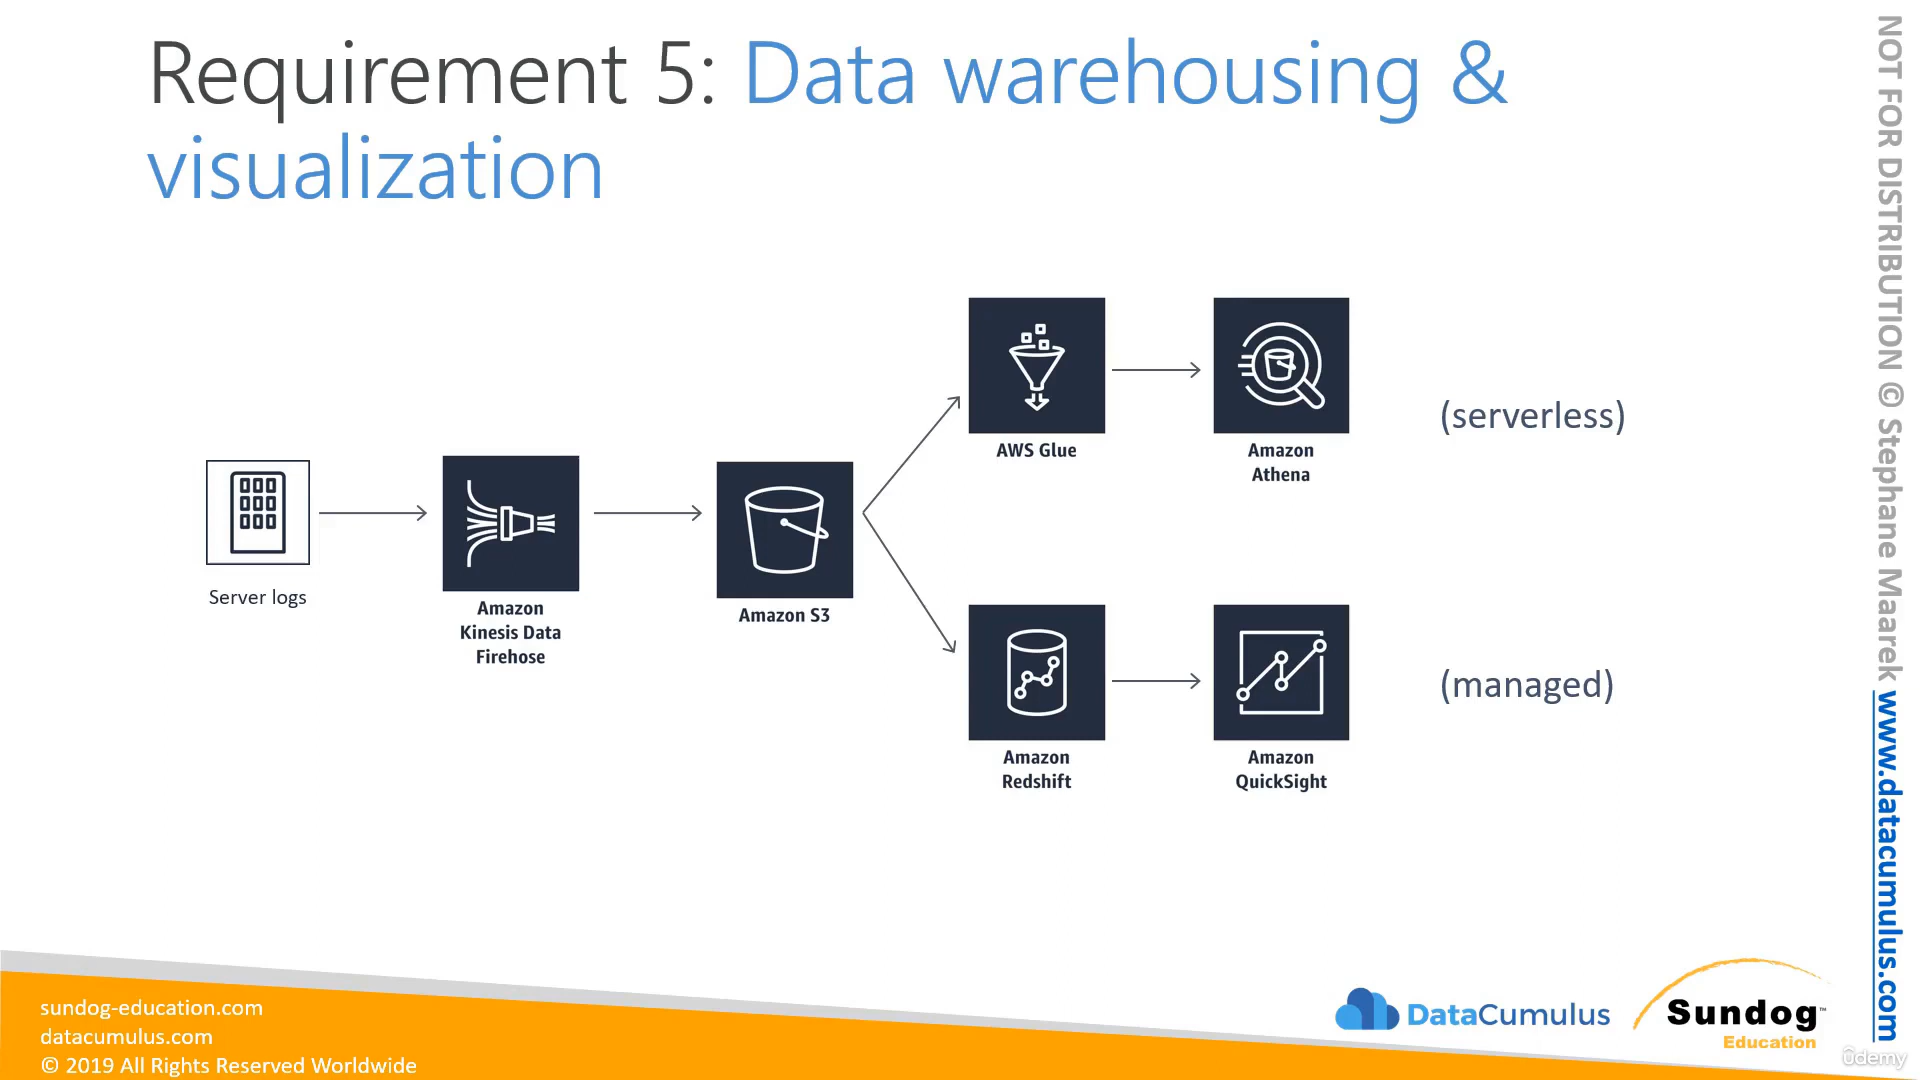 Requirement 5: Data warehousing &
visualization
Server logs
Amazon
Kinesis Data
Firehose
Amazon S3
AWS Glue
Amazon
Athena
(serverless)
Amazon
Redshift
Amazon
QuickSight
(managed)
NOT FOR DISTRIBUTION © Stephane Maarek www.datacumulus.com
sundog-education.com
datacumulus.com
© 2019 All Rights Reserved Worldwide
DataCumulus
Sundog™
Education
ûdemy